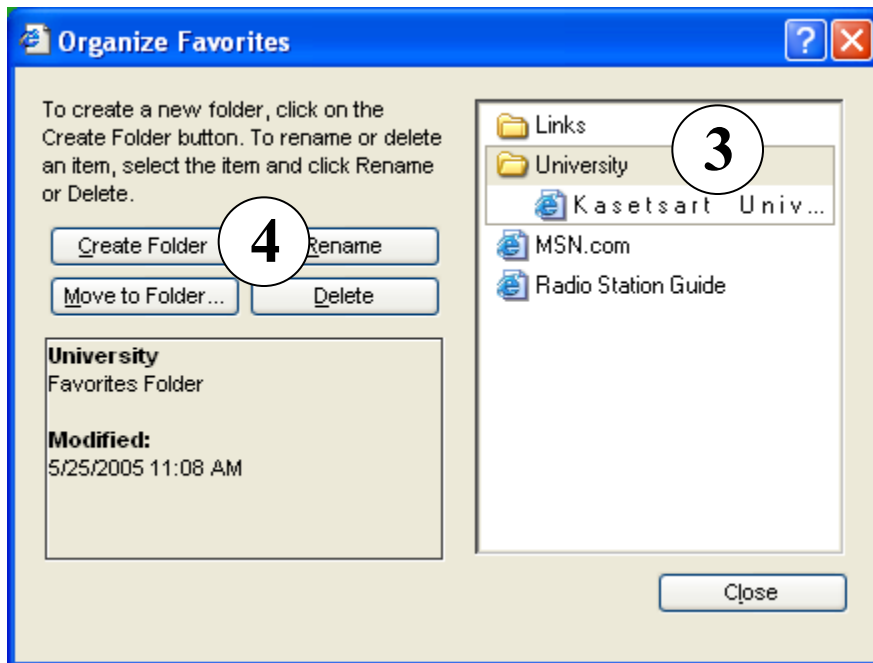 Organize Favorites
To create a new folder, click on the
Create Folder button. To rename or delete
an item, select the item and click Rename
or Delete.
Create Folder
4
Rename
Move to Folder...
Delete
University
Favorites Folder
Modified:
5/25/2005 11:08 AM
Links
3
University
Kasetsart Univ...
MSN.com
Radio Station Guide
Close